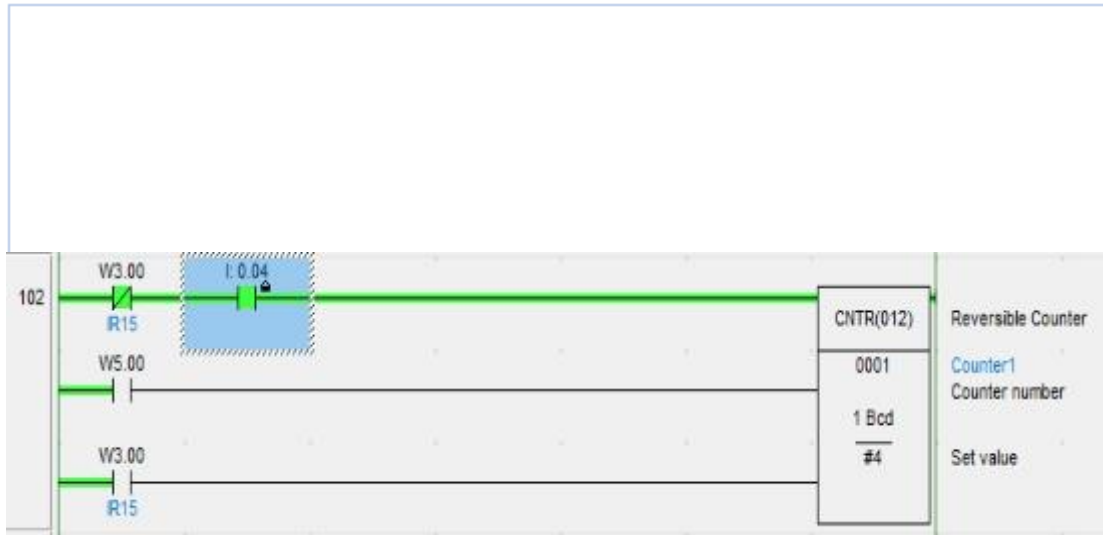 W3.00 I: 0.04
102
IR15
CNTR(012) Reversible Counter
W5.00
0001 Counter1
Counter number
1 Bcd
W3.00
#4 Set value
IR15